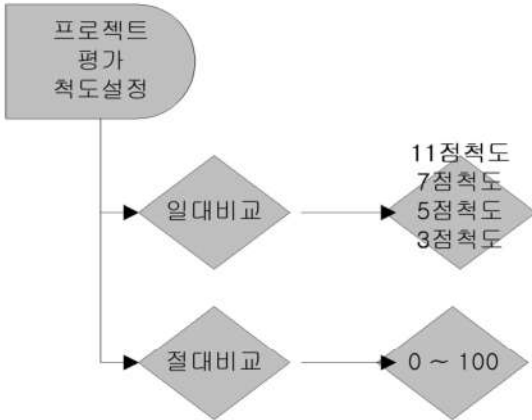 프로젝트
평가
척도설정
일대비교
11점척도
7점척도
5점척도
3점척도
절대비교
0 ~ 100